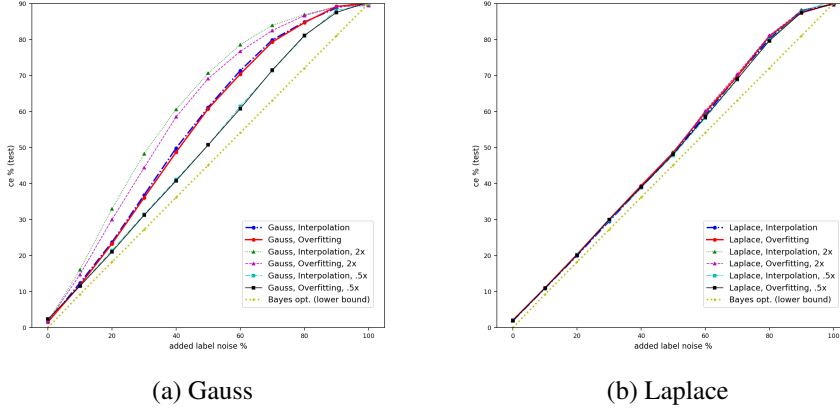 90
80
70
60
50
40
30
20
10
0
ce % (test)
0 20 40 60 80 100
added label noise %
Gauss, Interpolation
Gauss, Overfitting
Gauss, Interpolation, 2x
Gauss, Overfitting, 2x
Gauss, Interpolation, .5x
Gauss, Overfitting, .5x
Bayes opt. (lower bound)
(a) Gauss
90
80
70
60
50
40
30
20
10
0
ce % (test)
0 20 40 60 80 100
added label noise %
Laplace, Interpolation
Laplace, Overfitting
Laplace, Interpolation, 2x
Laplace, Overfitting, 2x
Laplace, Interpolation, .5x
Laplace, Overfitting, .5x
Bayes opt. (lower bound)
(b) Laplace